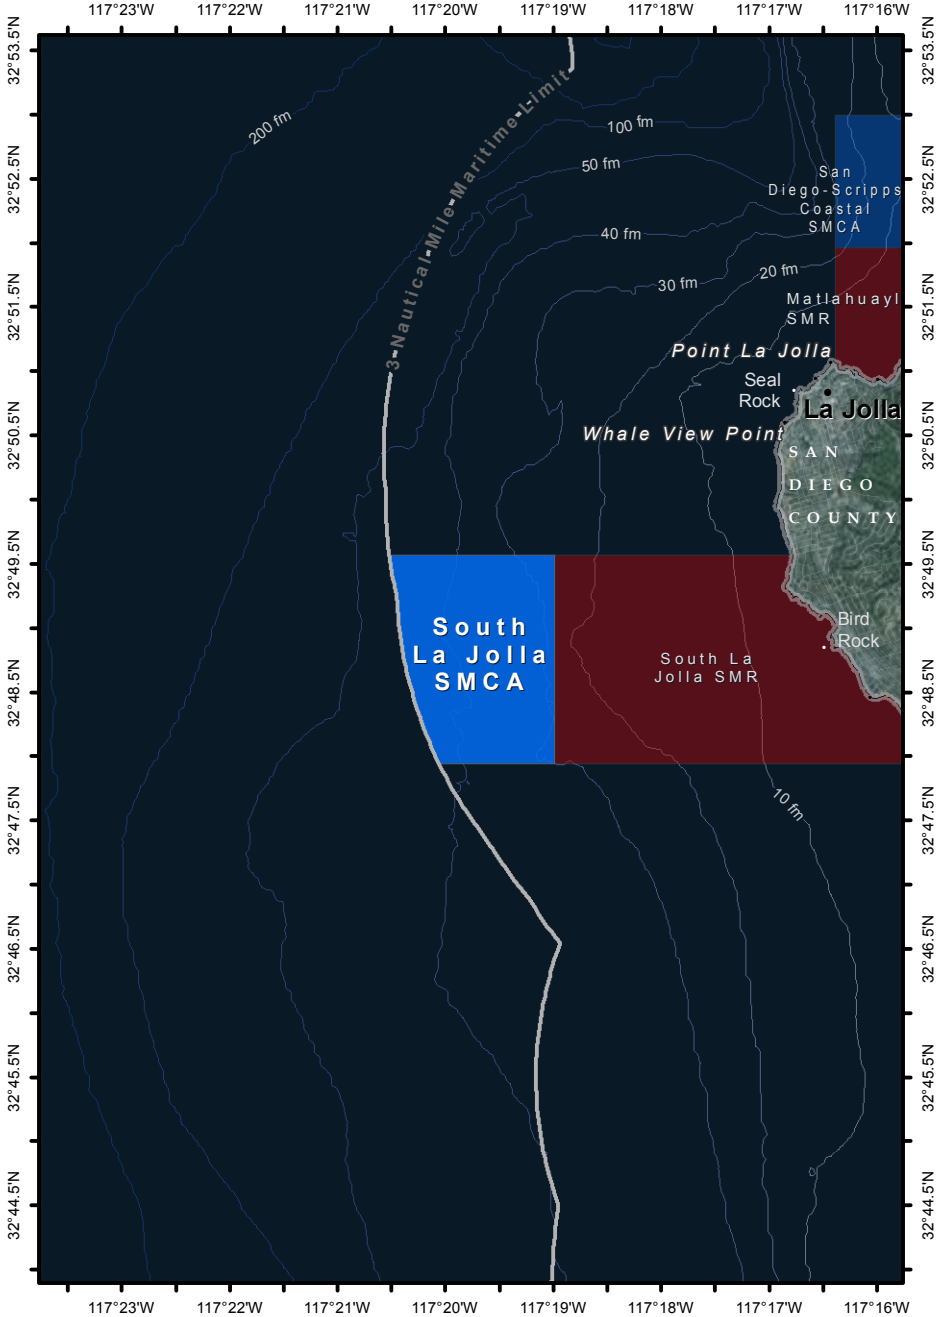 117°23'W 117°22'W 117°21'W 117°20'W 117°19'W 117°18'W 117°17'W 117°16'W
32°53.5'N
32°52.5'N
32°51.5'N
32°50.5'N
32°49.5'N
32°48.5'N
32°47.5'N
32°46.5'N
32°45.5'N
32°44.5'N
3 Nautical Mile Maritime Limit
200 fm
100 fm
50 fm
40 fm
30 fm
20 fm
San
Diego-Scripps
Coastal
SMCA
Matlahuayl
SMR
Point La Jolla
Seal
Rock
La Jolla
Whale View Point
SAN
DIEGO
COUNTY
South
La Jolla
SMCA
South La
Jolla SMR
Bird
Rock
10 fm
32°53.5'N
32°52.5'N
32°51.5'N
32°50.5'N
32°49.5'N
32°48.5'N
32°47.5'N
32°46.5'N
32°45.5'N
32°44.5'N
117°23'W 117°22'W 117°21'W 117°20'W 117°19'W 117°18'W 117°17'W 117°16'W